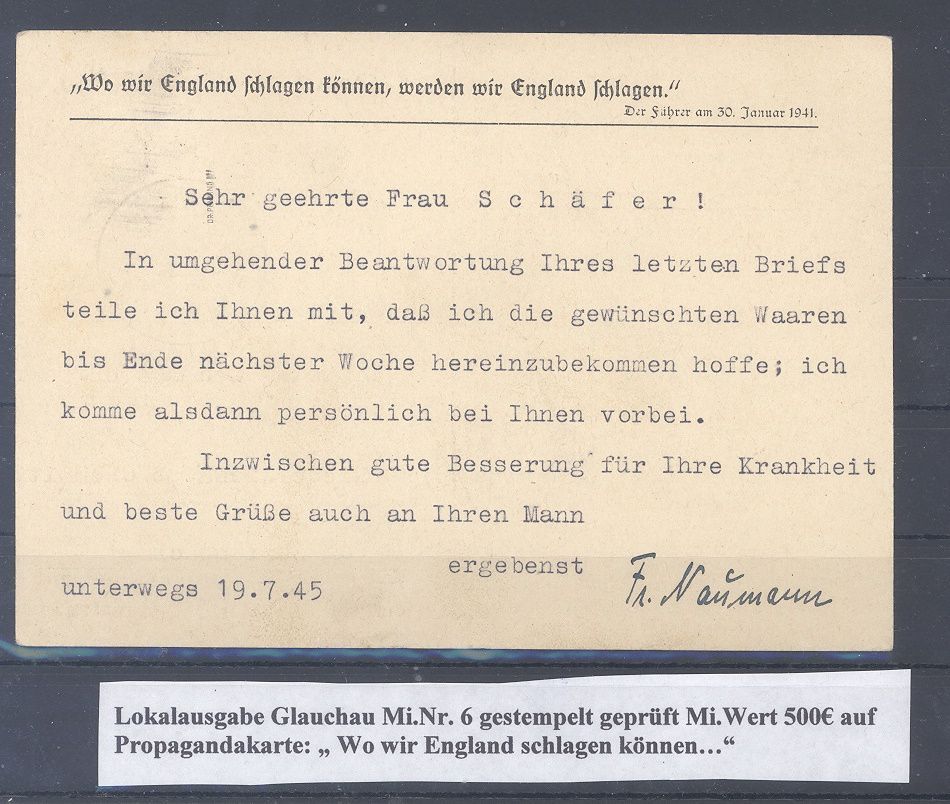 „Wo wir England schlagen können, werden wir England schlagen.“
Der Führer am 30. Januar 1941.
Sehr geehrte Frau S c h ä f e r !
In umgehender Beantwortung Ihres letzten Briefs
teile ich Ihnen mit, daß ich die gewünschten Waaren
bis Ende nächster Woche hereinzubekommen hoffe; ich
komme alsdann persönlich bei Ihnen vorbei.
Inzwischen gute Besserung für Ihre Krankheit
und beste Grüße auch an Ihren Mann
ergebenst
unterwegs 19.7.45
Fr. Naumann
Lokalausgabe Glauchau Mi.Nr. 6 gestempelt geprüft Mi.Wert 500€ auf
Propagandakarte: „ Wo wir England schlagen können…“